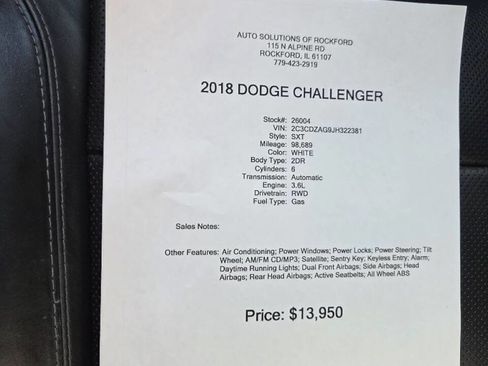 AUTO SOLUTIONS OF ROCKFORD
115 N ALPINE RD
ROCKFORD, IL 61107
779-423-2919
2018 DODGE CHALLENGER
Stock#: 26004
VIN: 2C3CDZAG9JH322381
Style: SXT
Mileage: 98,689
Color: WHITE
Body Type: 2DR
Cylinders: 6
Transmission: Automatic
Engine: 3.6L
Drivetrain: RWD
Fuel Type: Gas
Sales Notes:
Other Features: Air Conditioning; Power Windows; Power Locks; Power Steering; Tilt
Wheel; AM/FM CD/MP3; Satellite; Sentry Key; Keyless Entry; Alarm;
Daytime Running Lights; Dual Front Airbags; Side Airbags; Head
Airbags; Rear Head Airbags; Active Seatbelts; All Wheel ABS
Price: $13,950